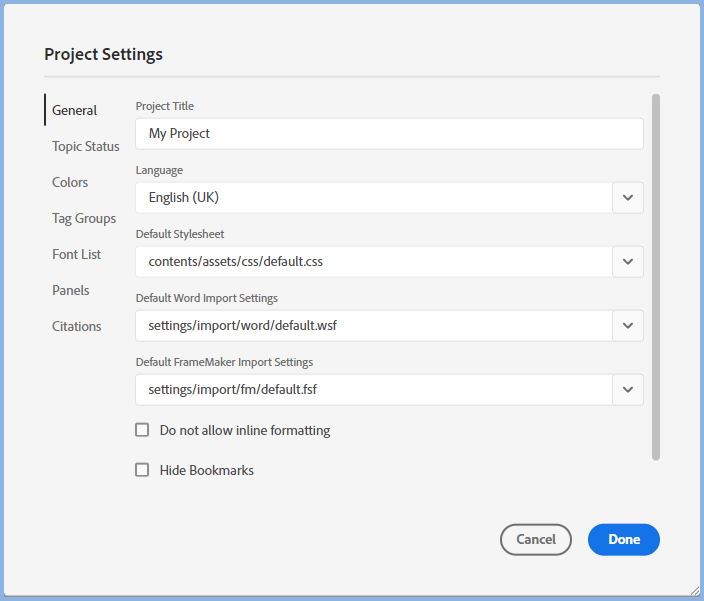 Project Settings
General
Topic Status
Colors
Tag Groups
Font List
Panels
Citations
Project Title
My Project
Language
English (UK)
Default Stylesheet
contents/assets/css/default.css
Default Word Import Settings
settings/import/word/default.wsf
Default FrameMaker Import Settings
settings/import/fm/default.fsf
Do not allow inline formatting
Hide Bookmarks
Cancel
Done